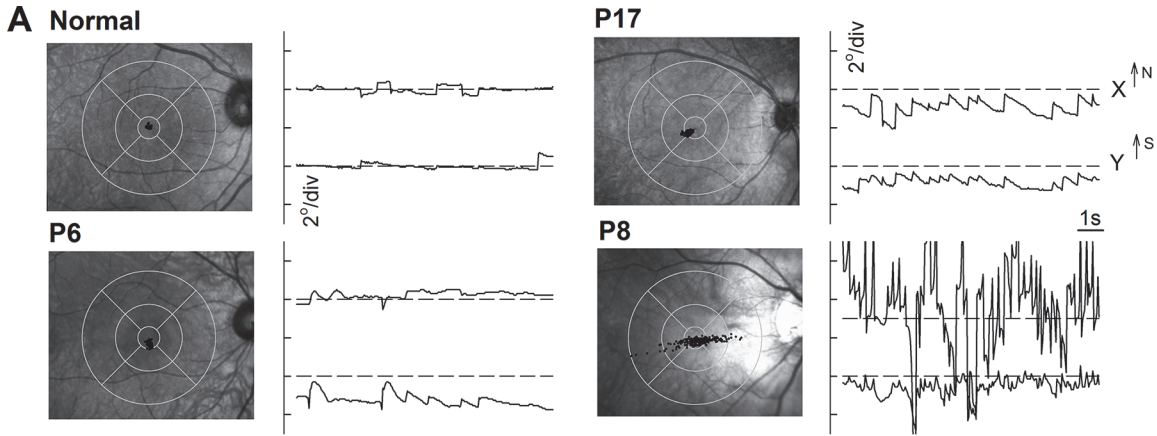 A Normal
P17
2°/div
X ↑ N
Y ↑ S
2°/div
1s
P6
P8